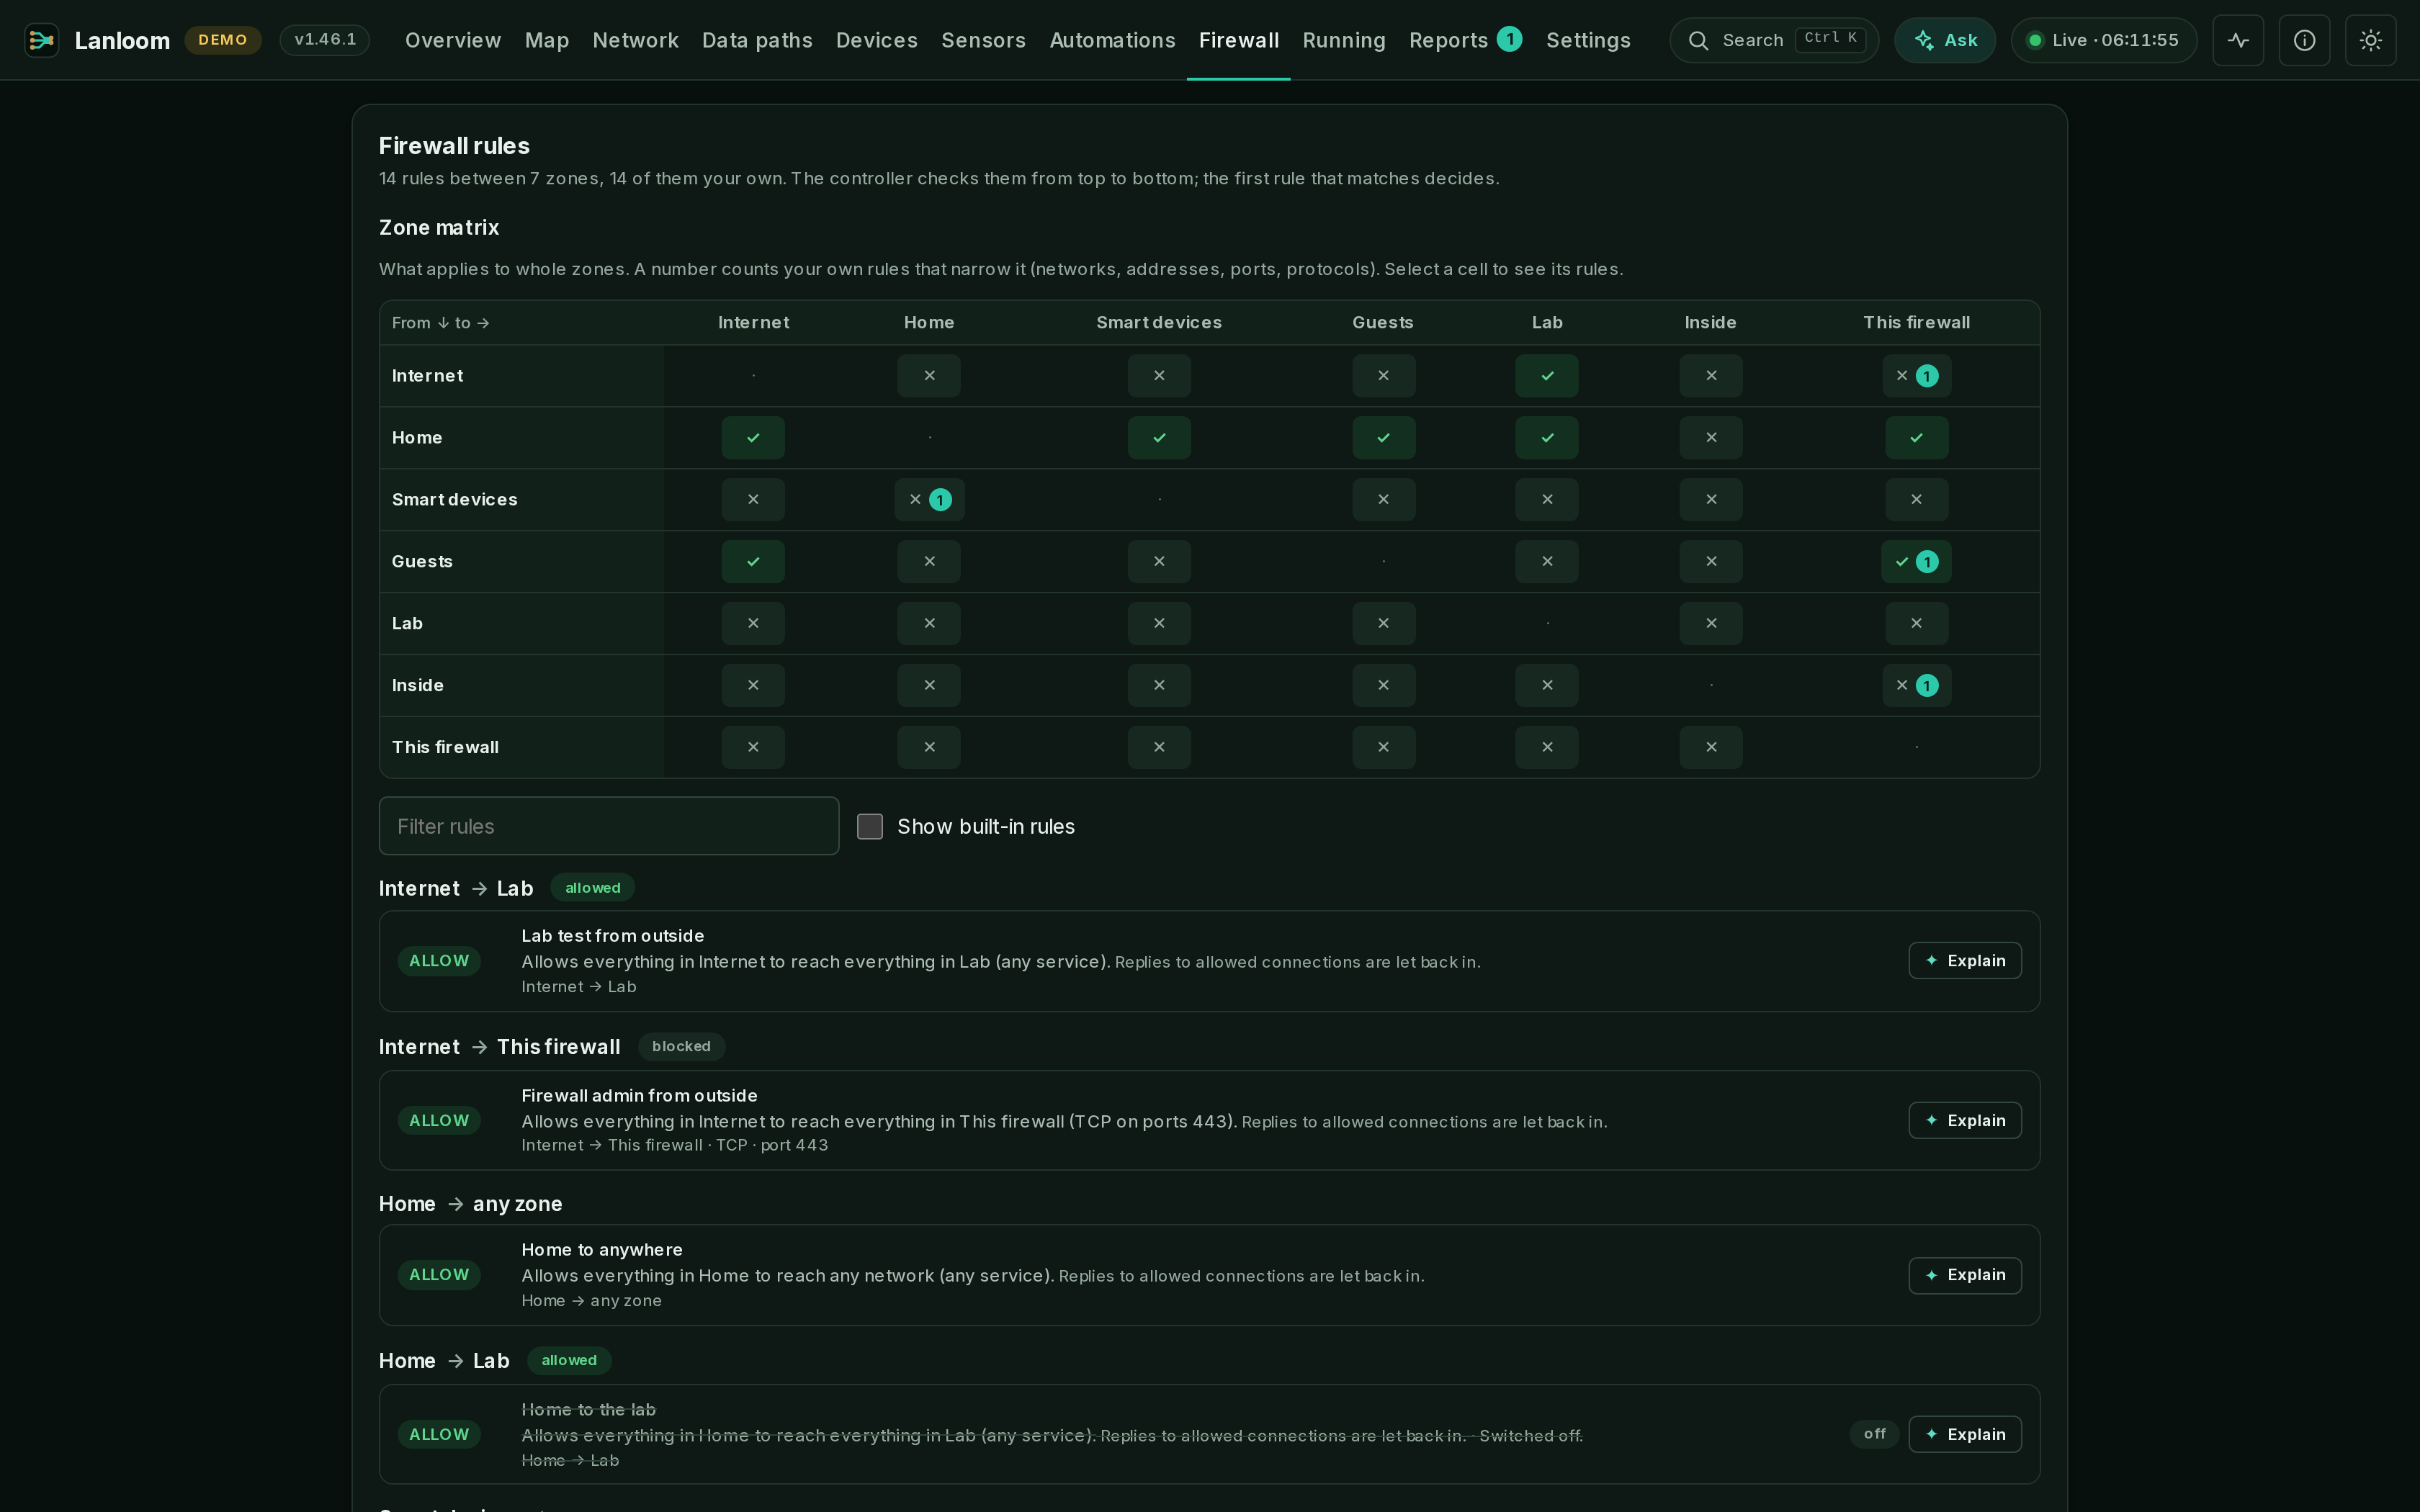 Lanloom DEMO v1.46.1 Overview Map Network Data paths Devices Sensors Automations Firewall Running Reports 1 Settings Search Ctrl K Ask Live · 06:11:55
Firewall rules
14 rules between 7 zones, 14 of them your own. The controller checks them from top to bottom; the first rule that matches decides.
Zone matrix
What applies to whole zones. A number counts your own rules that narrow it (networks, addresses, ports, protocols). Select a cell to see its rules.
From ↓ to → Internet Home Smart devices Guests Lab Inside This firewall
Internet · ✕ ✕ ✕ ✓ ✕ ✕ 1
Home ✓ · ✓ ✓ ✓ ✕ ✓
Smart devices ✕ ✕ 1 · ✕ ✕ ✕ ✕
Guests ✓ ✕ ✕ · ✕ ✕ ✓ 1
Lab ✕ ✕ ✕ ✕ · ✕ ✕
Inside ✕ ✕ ✕ ✕ ✕ · ✕ 1
This firewall ✕ ✕ ✕ ✕ ✕ ✕ ·
Filter rules Show built-in rules
Internet → Lab allowed
Lab test from outside
ALLOW Allows everything in Internet to reach everything in Lab (any service). Replies to allowed connections are let back in. Explain
Internet → Lab
Internet → This firewall blocked
Firewall admin from outside
ALLOW Allows everything in Internet to reach everything in This firewall (TCP on ports 443). Replies to allowed connections are let back in. Explain
Internet → This firewall · TCP · port 443
Home → any zone
Home to anywhere
ALLOW Allows everything in Home to reach any network (any service). Replies to allowed connections are let back in. Explain
Home → any zone
Home → Lab allowed
Home to the lab
ALLOW Allows everything in Home to reach everything in Lab (any service). Replies to allowed connections are let back in. · Switched off. off Explain
Home → Lab